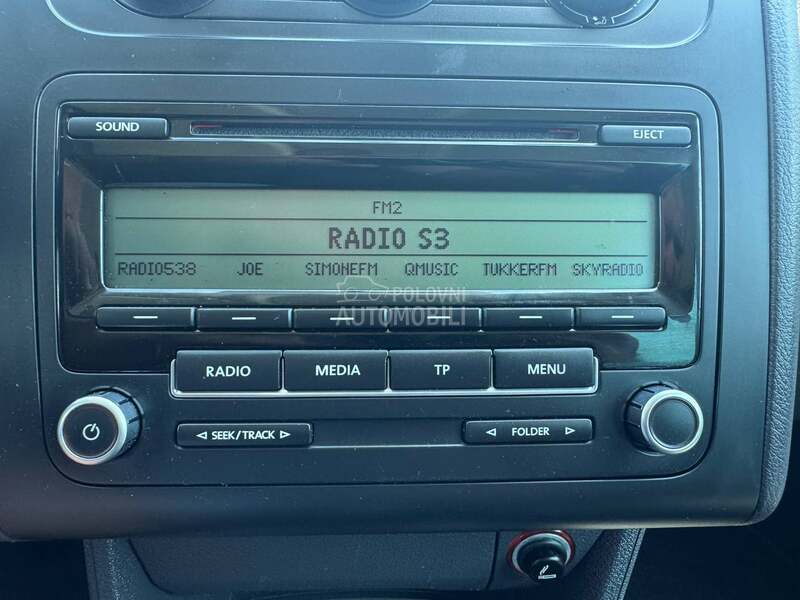 SOUND EJECT
FM2
RADIO S3
RADIO538 JOE SIMONEFM QMUSIC TUKKERFM SKYRADIO
POLOVNI
AUTOMOBILI
RADIO MEDIA TP MENU
SEEK/TRACK FOLDER